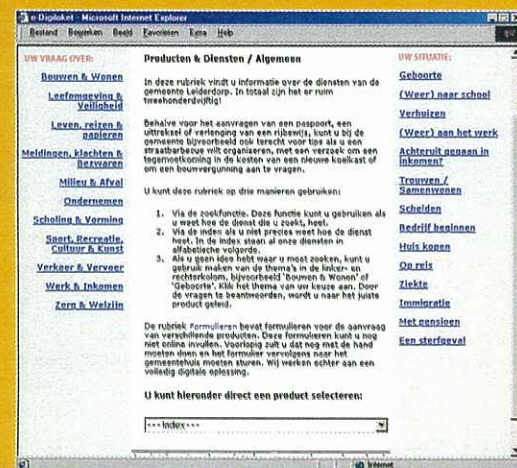 e-Digiloket - Microsoft Internet Explorer
Bestand Bewerken Beeld Favorieten Extra Help
UW VRAAG OVER:
Bouwen & Wonen
Leefomgeving &
Veiligheid
Leven, reizen &
papieren
Meldingen, klachten &
Bezwaren
Milieu & Afval
Ondernemen
Scholing & Vorming
Sport, Recreatie,
Cultuur & Kunst
Verkeer & Vervoer
Werk & Inkomen
Zorg & Welzijn
Producten & Diensten / Algemeen
In deze rubriek vindt u informatie over de diensten van de
gemeente Leiderdorp. In totaal zijn het er ruim
tweehonderdvijftig!
Behalve voor het aanvragen van een paspoort, een
uittreksel of verlenging van een rijbewijs, kunt u bij de
gemeente bijvoorbeeld ook terecht voor tips als u een
straatbarbecue wilt organiseren, met een verzoek om een
tegemoetkoming in de kosten van een nieuwe koelkast of
om een bouwvergunning aan te vragen.
U kunt deze rubriek op drie manieren gebruiken:
1. Via de zoekfunctie. Deze functie kunt u gebruiken als
u weet hoe de dienst die u zoekt, heet.
2. Via de index als u niet precies weet hoe de dienst
heet. In de index staan al onze diensten in
alfabetische volgorde.
3. Als u geen idee hebt waar u moet zoeken, kunt u
gebruik maken van de thema's in de linker- en
rechterkolom, bijvoorbeeld 'Bouwen & Wonen' of
'Geboorte'. Klik het thema van uw keuze aan. Door
de vragen te beantwoorden, wordt u naar het juiste
product geleid.
De rubriek Formulieren bevat formulieren voor de aanvraag
van verschillende producten. Deze formulieren kunt u nog
niet online invullen. Voorlopig zult u dat nog met de hand
moeten doen en het formulier vervolgens naar het
gemeentehuis moeten sturen. Wij werken echter aan een
volledig digitale oplossing.
U kunt hieronder direct een product selecteren:
--- Index ---
UW SITUATIE:
Geboorte
(Weer) naar school
Verhuizen
(Weer) aan het werk
Achteruit gegaan in
inkomen?
Trouwen /
Samenwonen
Scheiden
Bedrijf beginnen
Huis kopen
Op reis
Ziekte
Immigratie
Met pensioen
Een sterfgeval
Internet